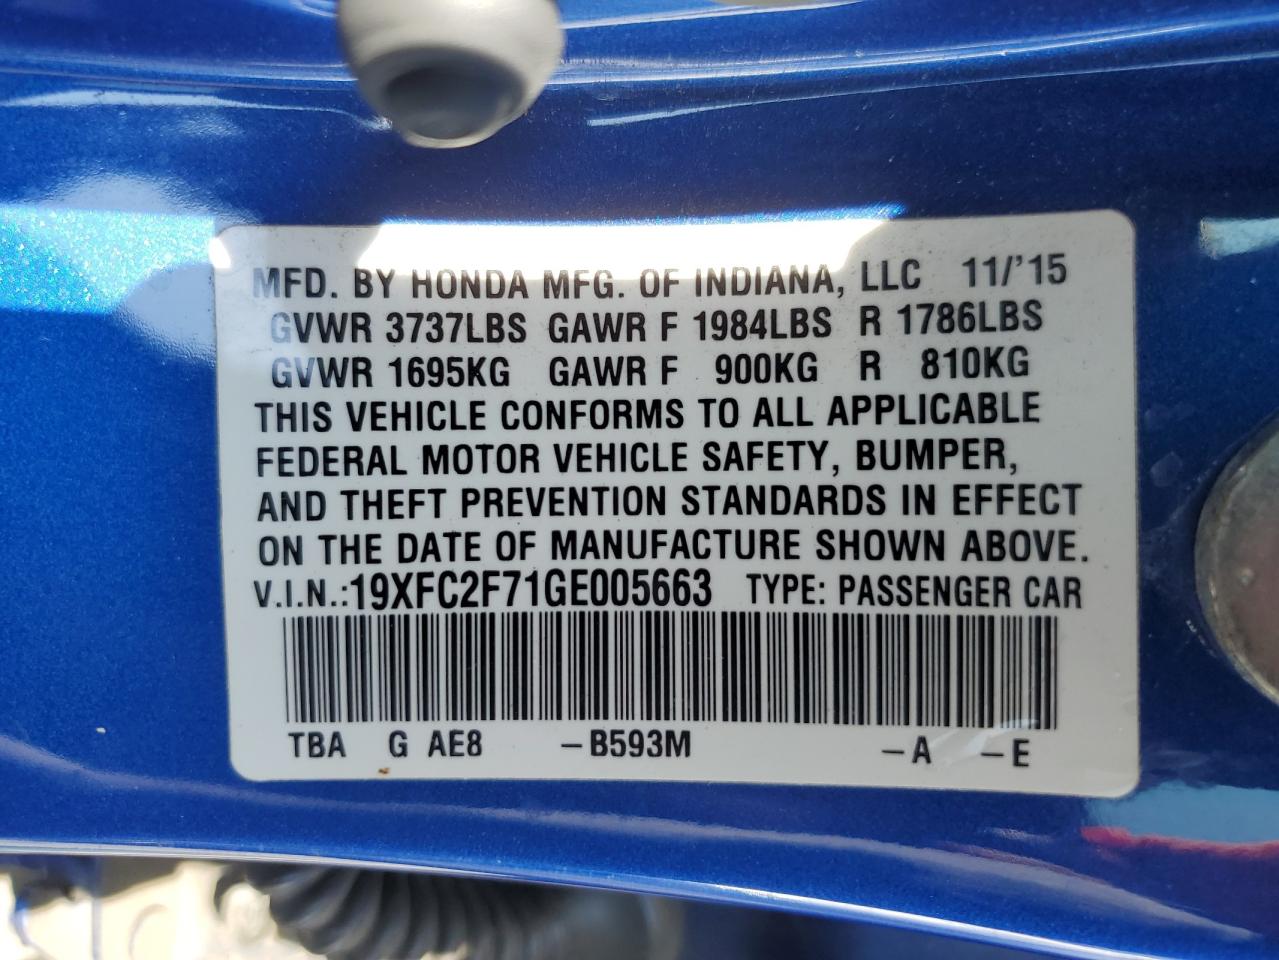 MFD. BY HONDA MFG. OF INDIANA, LLC 11/'15
GVWR 3737LBS GAWR F 1984LBS R 1786LBS
GVWR 1695KG GAWR F 900KG R 810KG
THIS VEHICLE CONFORMS TO ALL APPLICABLE
FEDERAL MOTOR VEHICLE SAFETY, BUMPER,
AND THEFT PREVENTION STANDARDS IN EFFECT
ON THE DATE OF MANUFACTURE SHOWN ABOVE.
V.I.N.:19XFC2F71GE005663 TYPE: PASSENGER CAR
TBA G AE8 -B593M -A -E